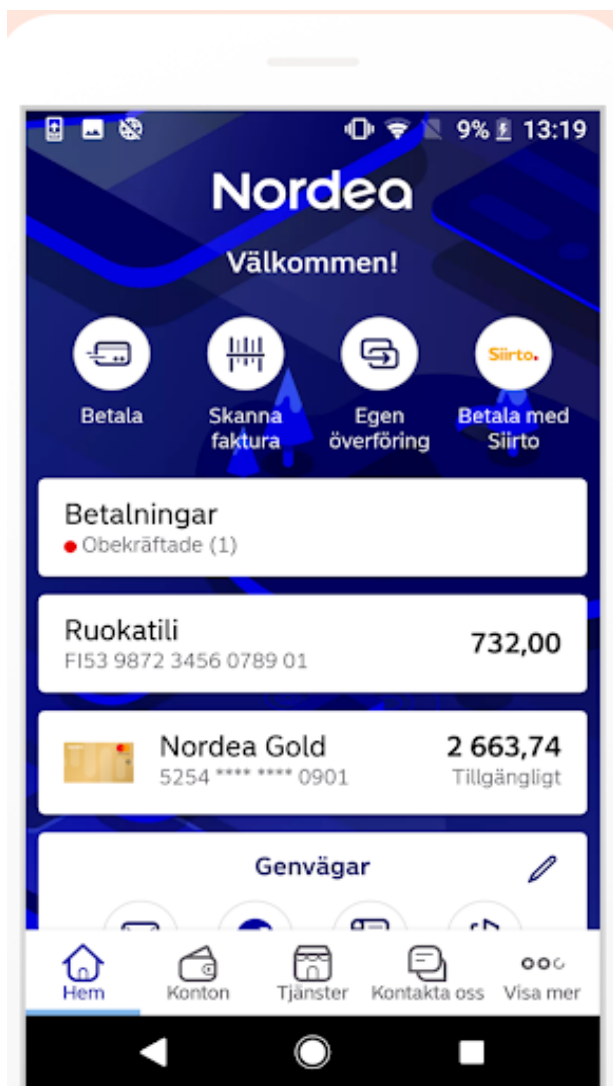 9% 13:19
Nordea
Välkommen!
Betala
Skanna faktura
Egen överföring
Siirto.
Betala med Siirto
Betalningar
Obekräftade (1)
Ruokatili
732,00
FI53 9872 3456 0789 01
Nordea Gold
2 663,74
5254 **** **** 0901
Tillgängligt
Genvägar
Hem
Konton
Tjänster
Kontakta oss
Visa mer